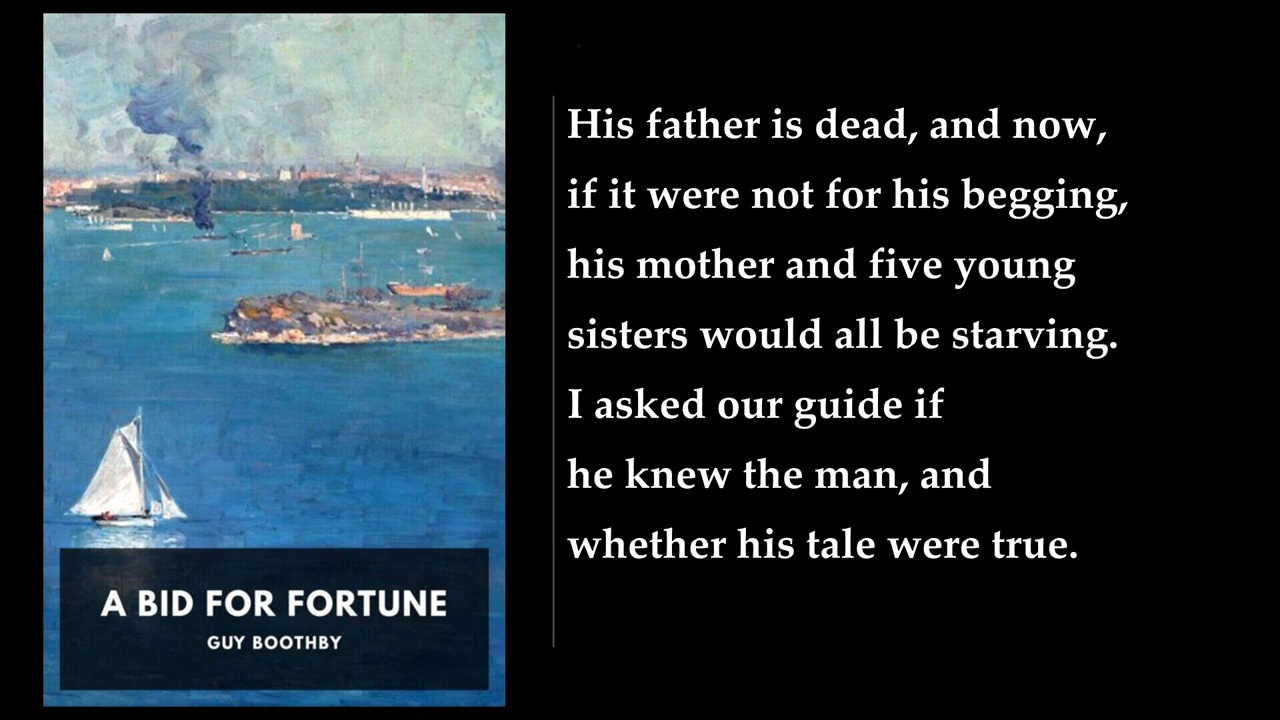 A BID FOR FORTUNE
GUY BOOTHBY
His father is dead, and now,
if it were not for his begging,
his mother and five young
sisters would all be starving.
I asked our guide if
he knew the man, and
whether his tale were true.